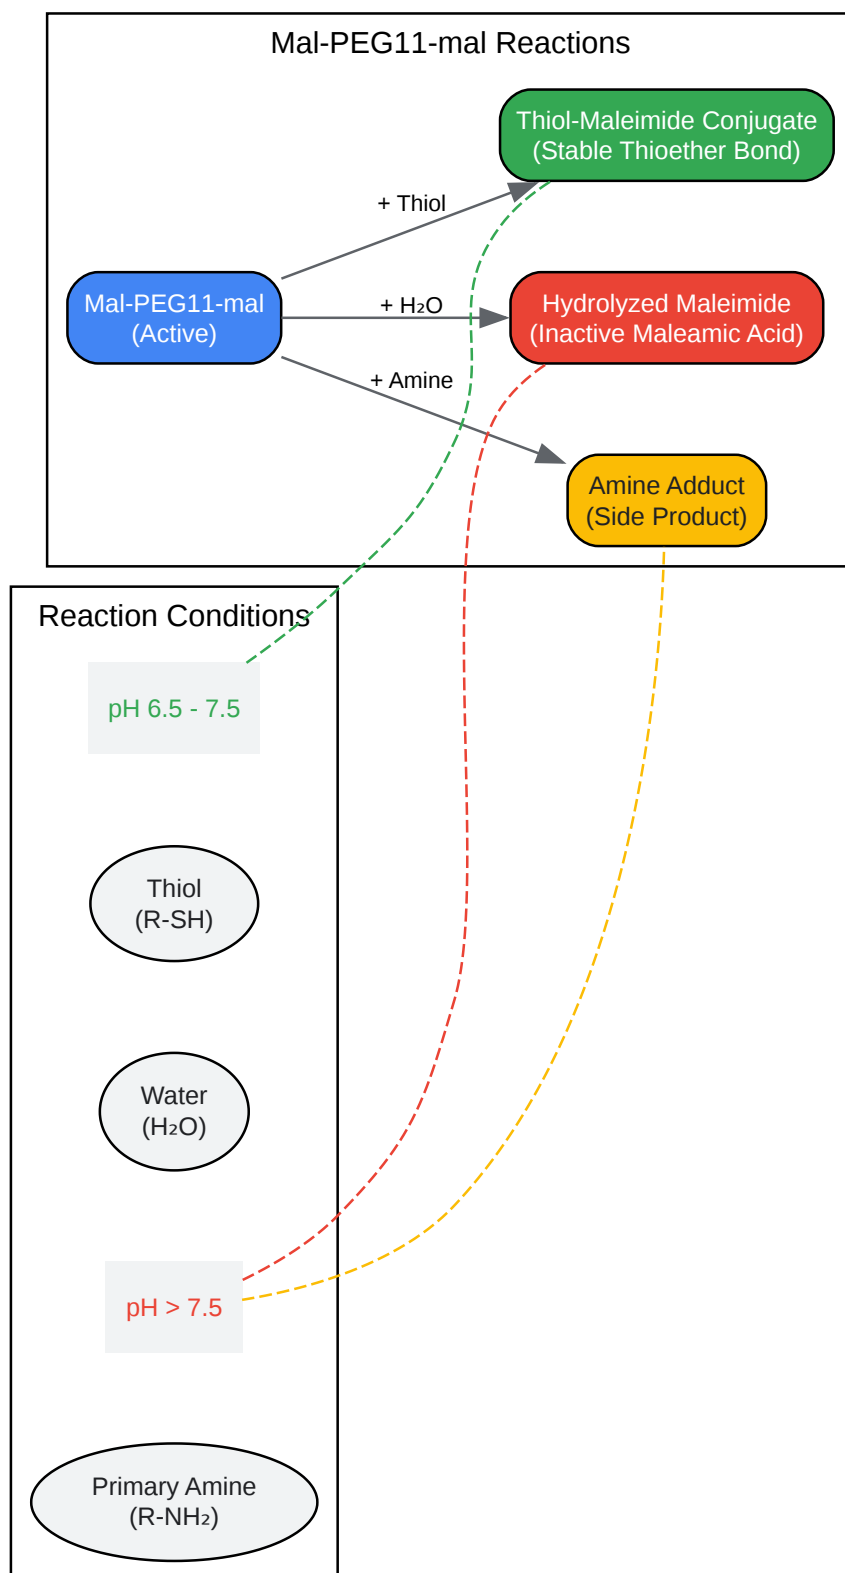 Mal-PEG11-mal Reactions
Thiol-Maleimide Conjugate
(Stable Thioether Bond)
+ Thiol
Mal-PEG11-mal
(Active)
+ H₂O
Hydrolyzed Maleimide
(Inactive Maleamic Acid)
+ Amine
Amine Adduct
(Side Product)
Reaction Conditions
pH 6.5 - 7.5
Thiol
(R-SH)
Water
(H₂O)
pH > 7.5
Primary Amine
(R-NH₂)